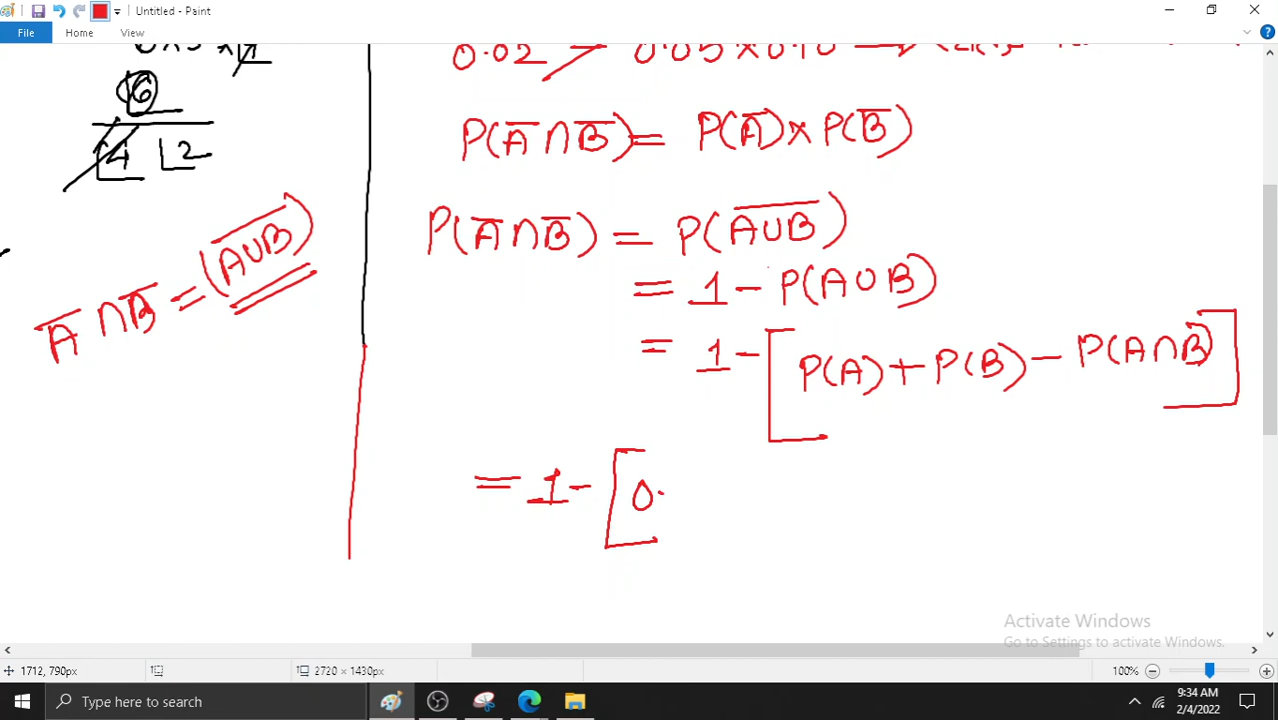 Untitled - Paint
File Home View
6
4 2
A̅ ∩ B̅ = (A̅∪̅B̅)
0.02 ≠ 0.05 × 0.10
P(A̅ ∩ B̅) = P(A̅) × P(B̅)
P(A̅ ∩ B̅) = P(A̅∪̅B̅)
= 1 - P(A∪B)
= 1 - [P(A) + P(B) - P(A∩B)]
= 1 - [0.
Activate Windows
Go to Settings to activate Windows.
1712, 790px 2720 × 1430px 100%
Type here to search
9:34 AM
2/4/2022